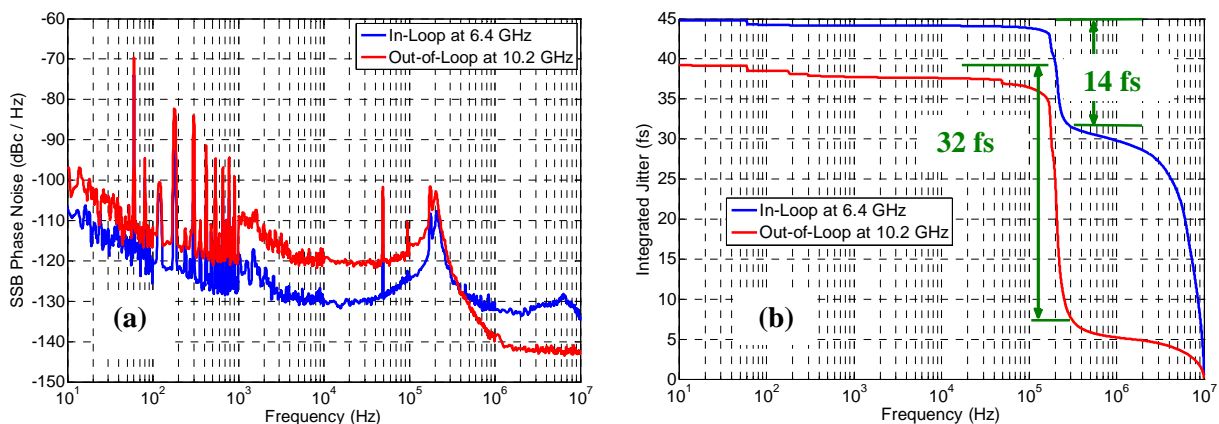 -60
-70
-80
-90
-100
-110
-120
-130
-140
-150
SSB Phase Noise (dBc / Hz)
In-Loop at 6.4 GHz
Out-of-Loop at 10.2 GHz
(a)
10^1 10^2 10^3 10^4 10^5 10^6 10^7
Frequency (Hz)
45
40
35
30
25
20
15
10
5
0
Integrated Jitter (fs)
14 fs
32 fs
In-Loop at 6.4 GHz
Out-of-Loop at 10.2 GHz
(b)
10^1 10^2 10^3 10^4 10^5 10^6 10^7
Frequency (Hz)